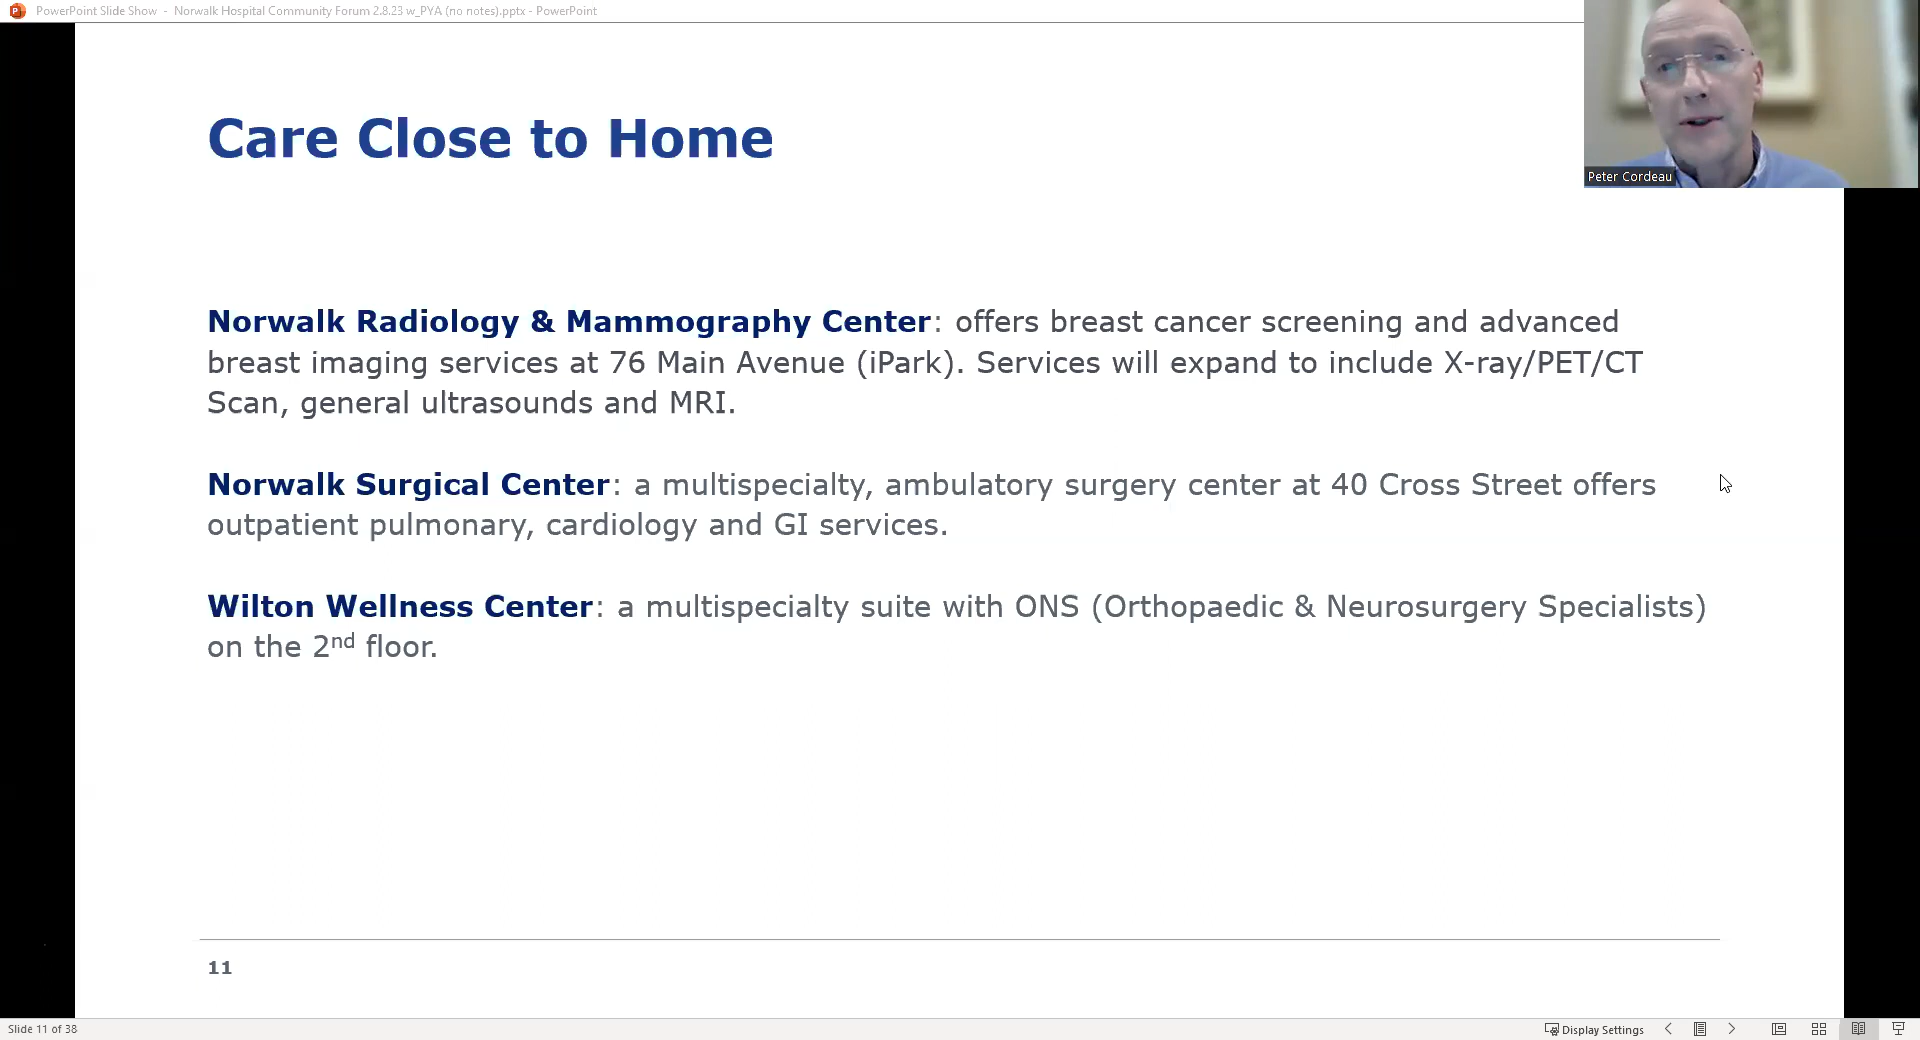 PowerPoint Slide Show - Norwalk Hospital Community Forum 2.8.23 w_PYA (no notes).pptx - PowerPoint
Peter Cordeau
Care Close to Home
Norwalk Radiology & Mammography Center: offers breast cancer screening and advanced
breast imaging services at 76 Main Avenue (iPark). Services will expand to include X-ray/PET/CT
Scan, general ultrasounds and MRI.
Norwalk Surgical Center: a multispecialty, ambulatory surgery center at 40 Cross Street offers
outpatient pulmonary, cardiology and GI services.
Wilton Wellness Center: a multispecialty suite with ONS (Orthopaedic & Neurosurgery Specialists)
on the 2nd floor.
11
Slide 11 of 38
Display Settings